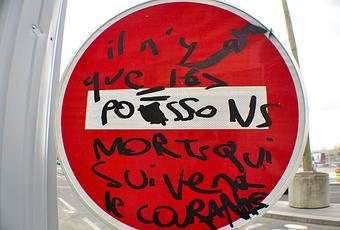 il n'y a
que les
POISSONS
MORTS QUI
SUIVENT
le COURANT